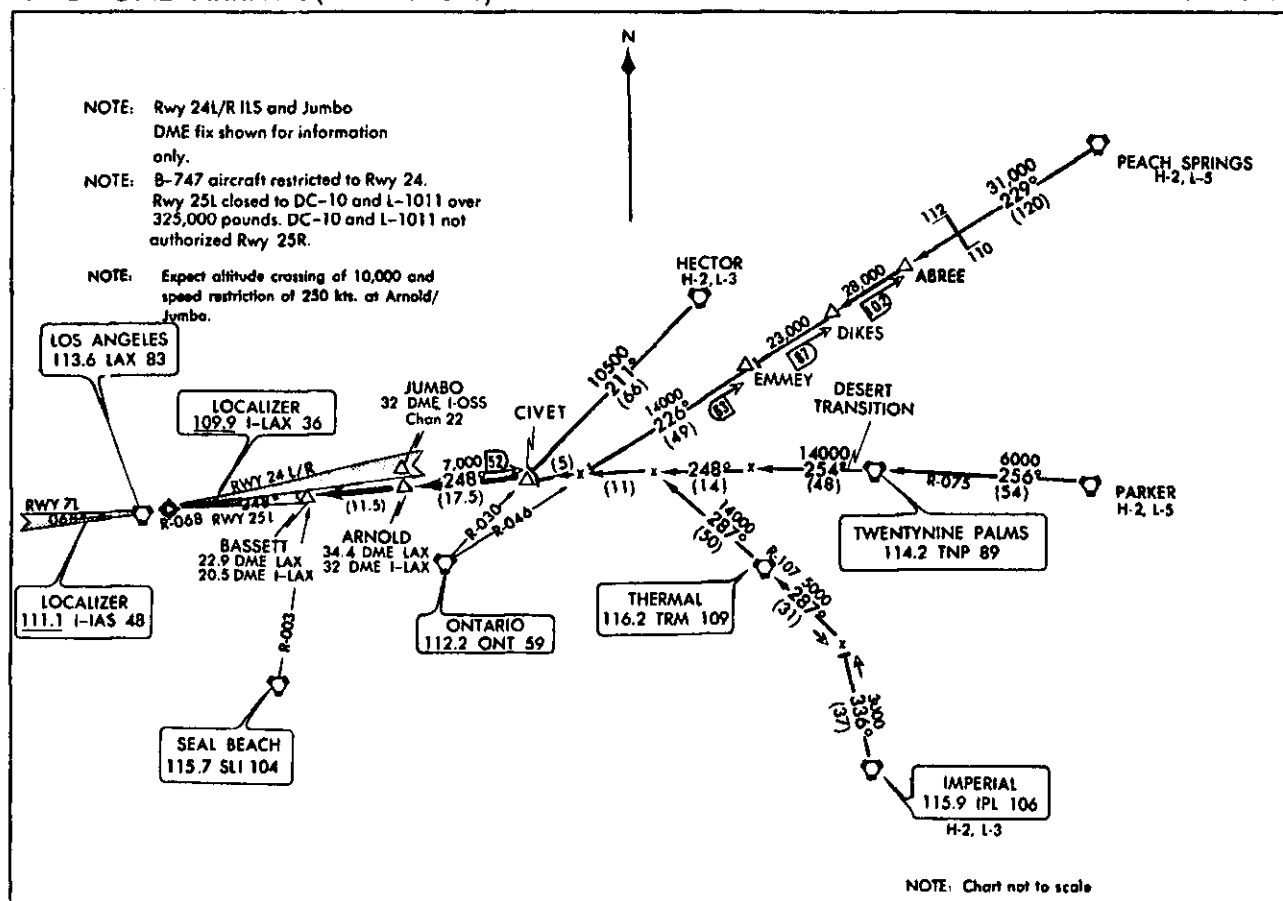 N
NOTE: Rwy 24L/R ILS and Jumbo
DME fix shown for information
only.
NOTE: B-747 aircraft restricted to Rwy 24.
Rwy 25L closed to DC-10 and L-1011 over
325,000 pounds. DC-10 and L-1011 not
authorized Rwy 25R.
NOTE: Expect altitude crossing of 10,000 and
speed restriction of 250 kts. at Arnold/
Jumbo.
PEACH SPRINGS
H-2, L-5
31,000
229°
(120)
112
110
ABREE
28,000
102
DIKES
23,000
87
EMMEY
14000
226°
(49)
83
HECTOR
H-2, L-3
10500
211°
(66)
LOS ANGELES
113.6 LAX 83
LOCALIZER
109.9 I-LAX 36
JUMBO
32 DME I-OSS
Chan 22
CIVET
DESERT
TRANSITION
RWY 24 L/R
7,000
52
248°
(17.5)
(5)
(11)
248°
(14)
14000
254°
(48)
R-075
6000
256°
(54)
PARKER
H-2, L-5
RWY 7L
068°
R-068
248°
RWY 25L
(11.5)
BASSETT
22.9 DME LAX
20.5 DME I-LAX
ARNOLD
34.4 DME LAX
32 DME I-LAX
R-030
R-046
14000
287°
(50)
TWENTYNINE PALMS
114.2 TNP 89
LOCALIZER
111.1 I-IAS 48
R-003
ONTARIO
112.2 ONT 59
THERMAL
116.2 TRM 109
R-107
5000
287°
(31)
3000
336°
(37)
SEAL BEACH
115.7 SLI 104
IMPERIAL
115.9 IPL 106
H-2, L-3
NOTE: Chart not to scale